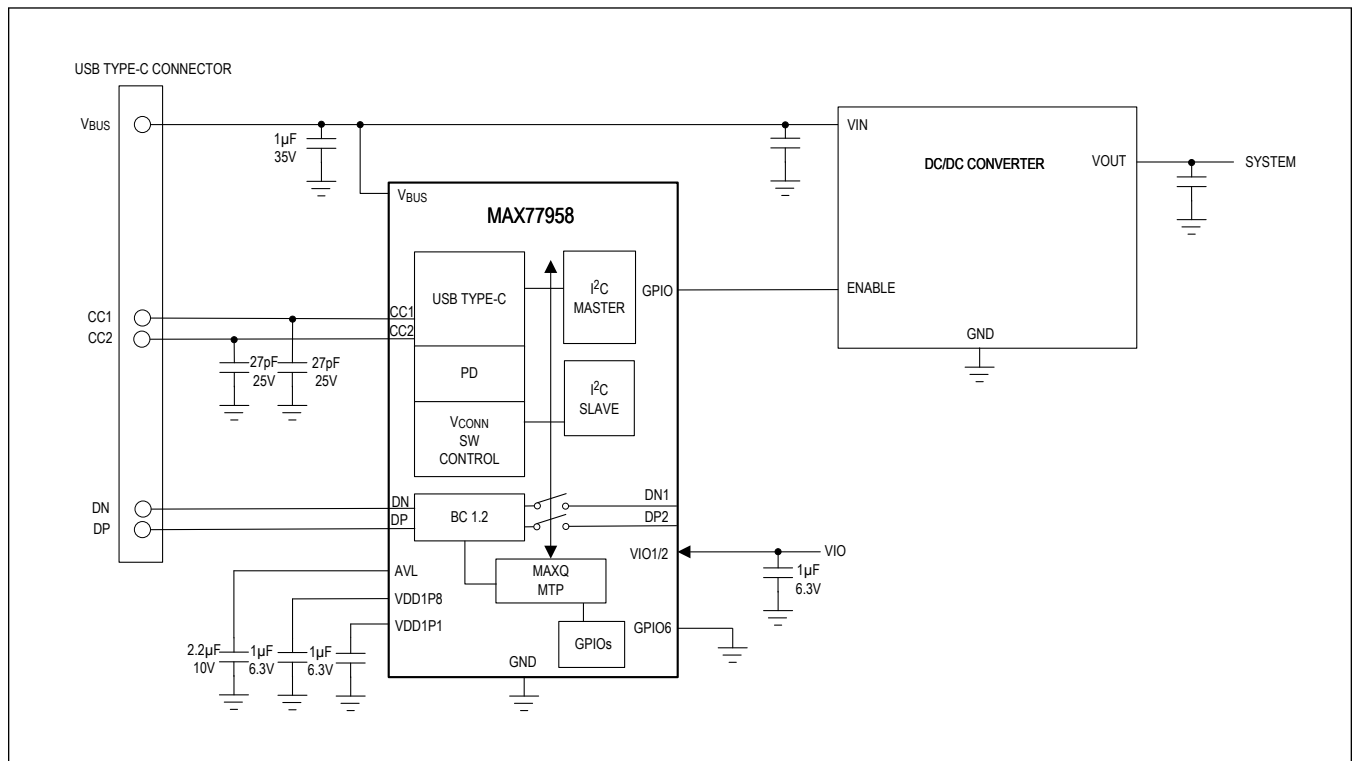 USB TYPE-C CONNECTOR
VBUS
1µF
35V
VIN
DC/DC CONVERTER
VOUT
SYSTEM
VBUS
MAX77958
USB TYPE-C
I2C
MASTER
GPIO
ENABLE
CC1
CC2
CC1
CC2
GND
27pF
25V
27pF
25V
PD
I2C
SLAVE
VCONN
SW
CONTROL
DN
DP
DN
DP
BC 1.2
DN1
DP2
VIO1/2
VIO
1µF
6.3V
AVL
VDD1P8
VDD1P1
MAXQ
MTP
GPIO6
GPIOs
2.2µF
10V
1µF
6.3V
1µF
6.3V
GND